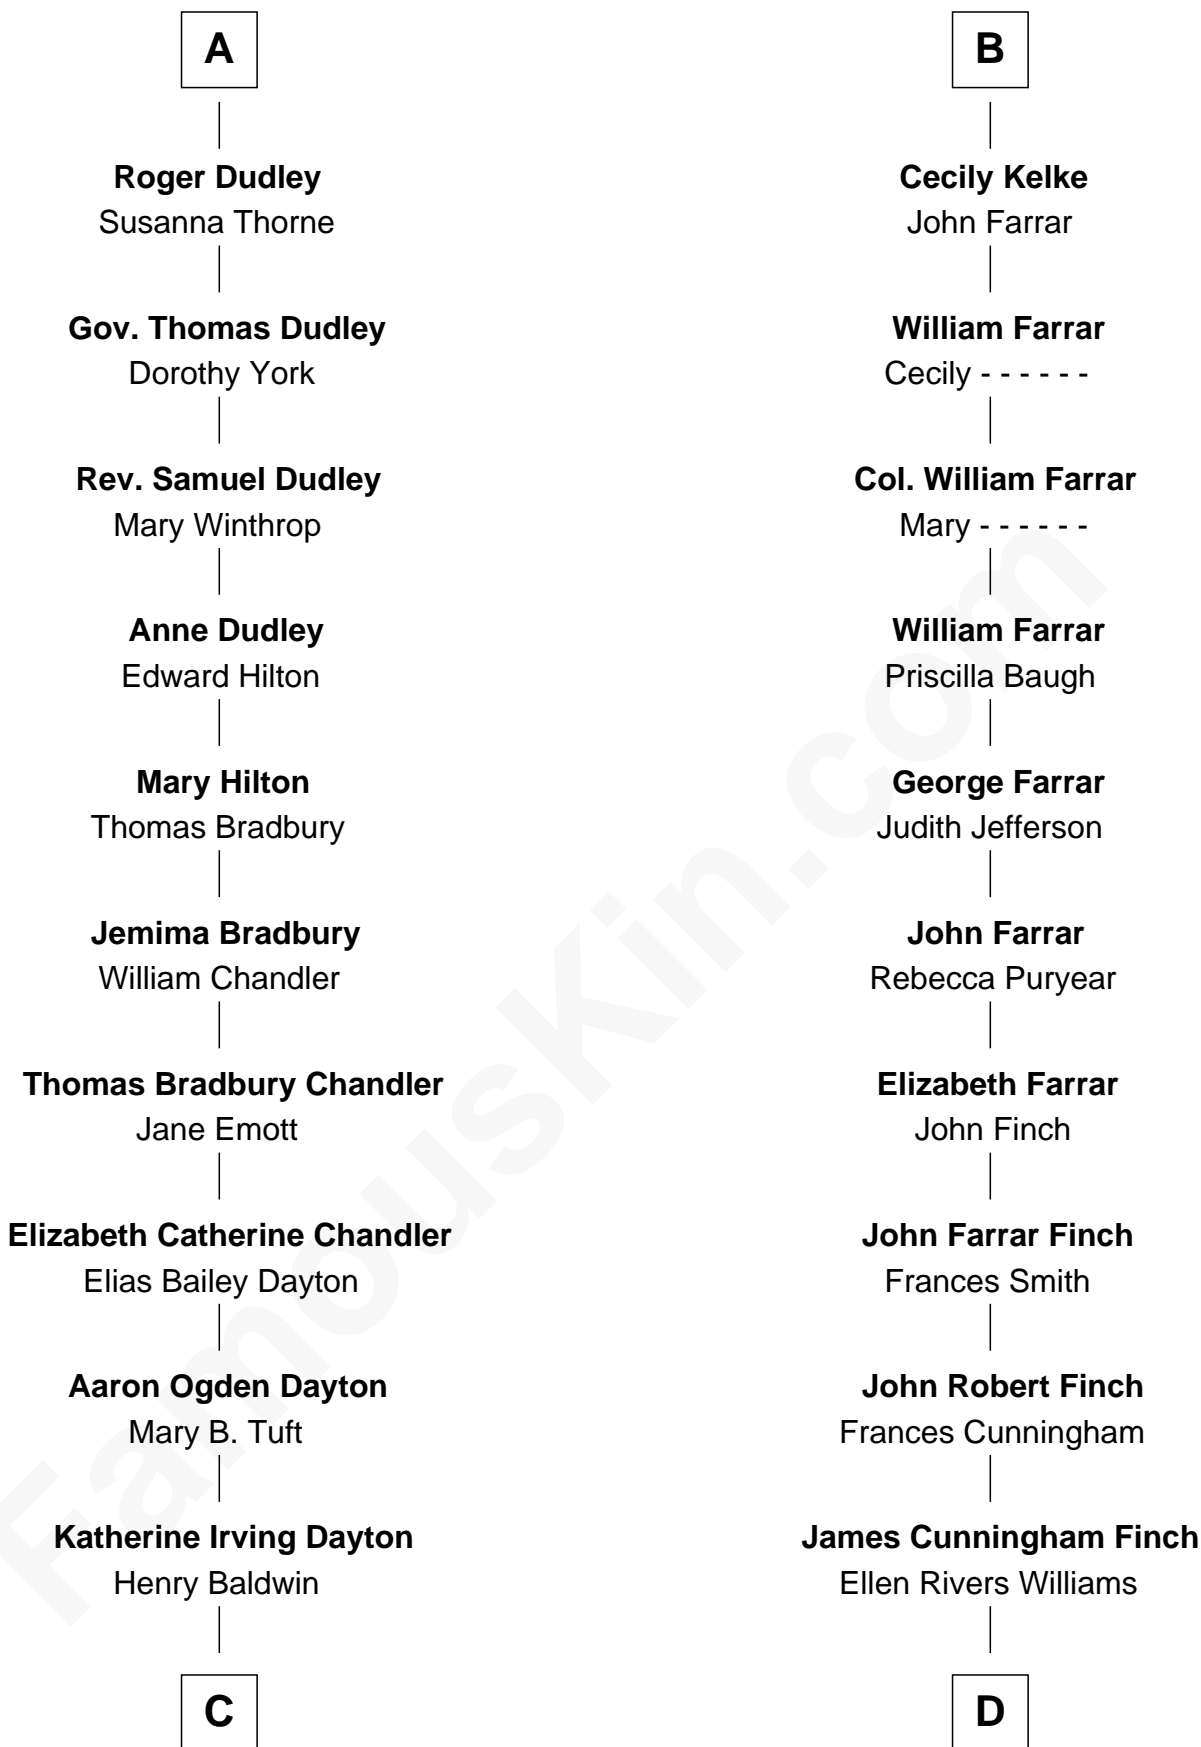 A
Roger Dudley
Susanna Thorne
Gov. Thomas Dudley
Dorothy York
Rev. Samuel Dudley
Mary Winthrop
Anne Dudley
Edward Hilton
Mary Hilton
Thomas Bradbury
Jemima Bradbury
William Chandler
Thomas Bradbury Chandler
Jane Emott
Elizabeth Catherine Chandler
Elias Bailey Dayton
Aaron Ogden Dayton
Mary B. Tuft
Katherine Irving Dayton
Henry Baldwin
C
B
Cecily Kelke
John Farrar
William Farrar
Cecily - - - - - -
Col. William Farrar
Mary - - - - - -
William Farrar
Priscilla Baugh
George Farrar
Judith Jefferson
John Farrar
Rebecca Puryear
Elizabeth Farrar
John Finch
John Farrar Finch
Frances Smith
John Robert Finch
Frances Cunningham
James Cunningham Finch
Ellen Rivers Williams
D
FamousKin.com